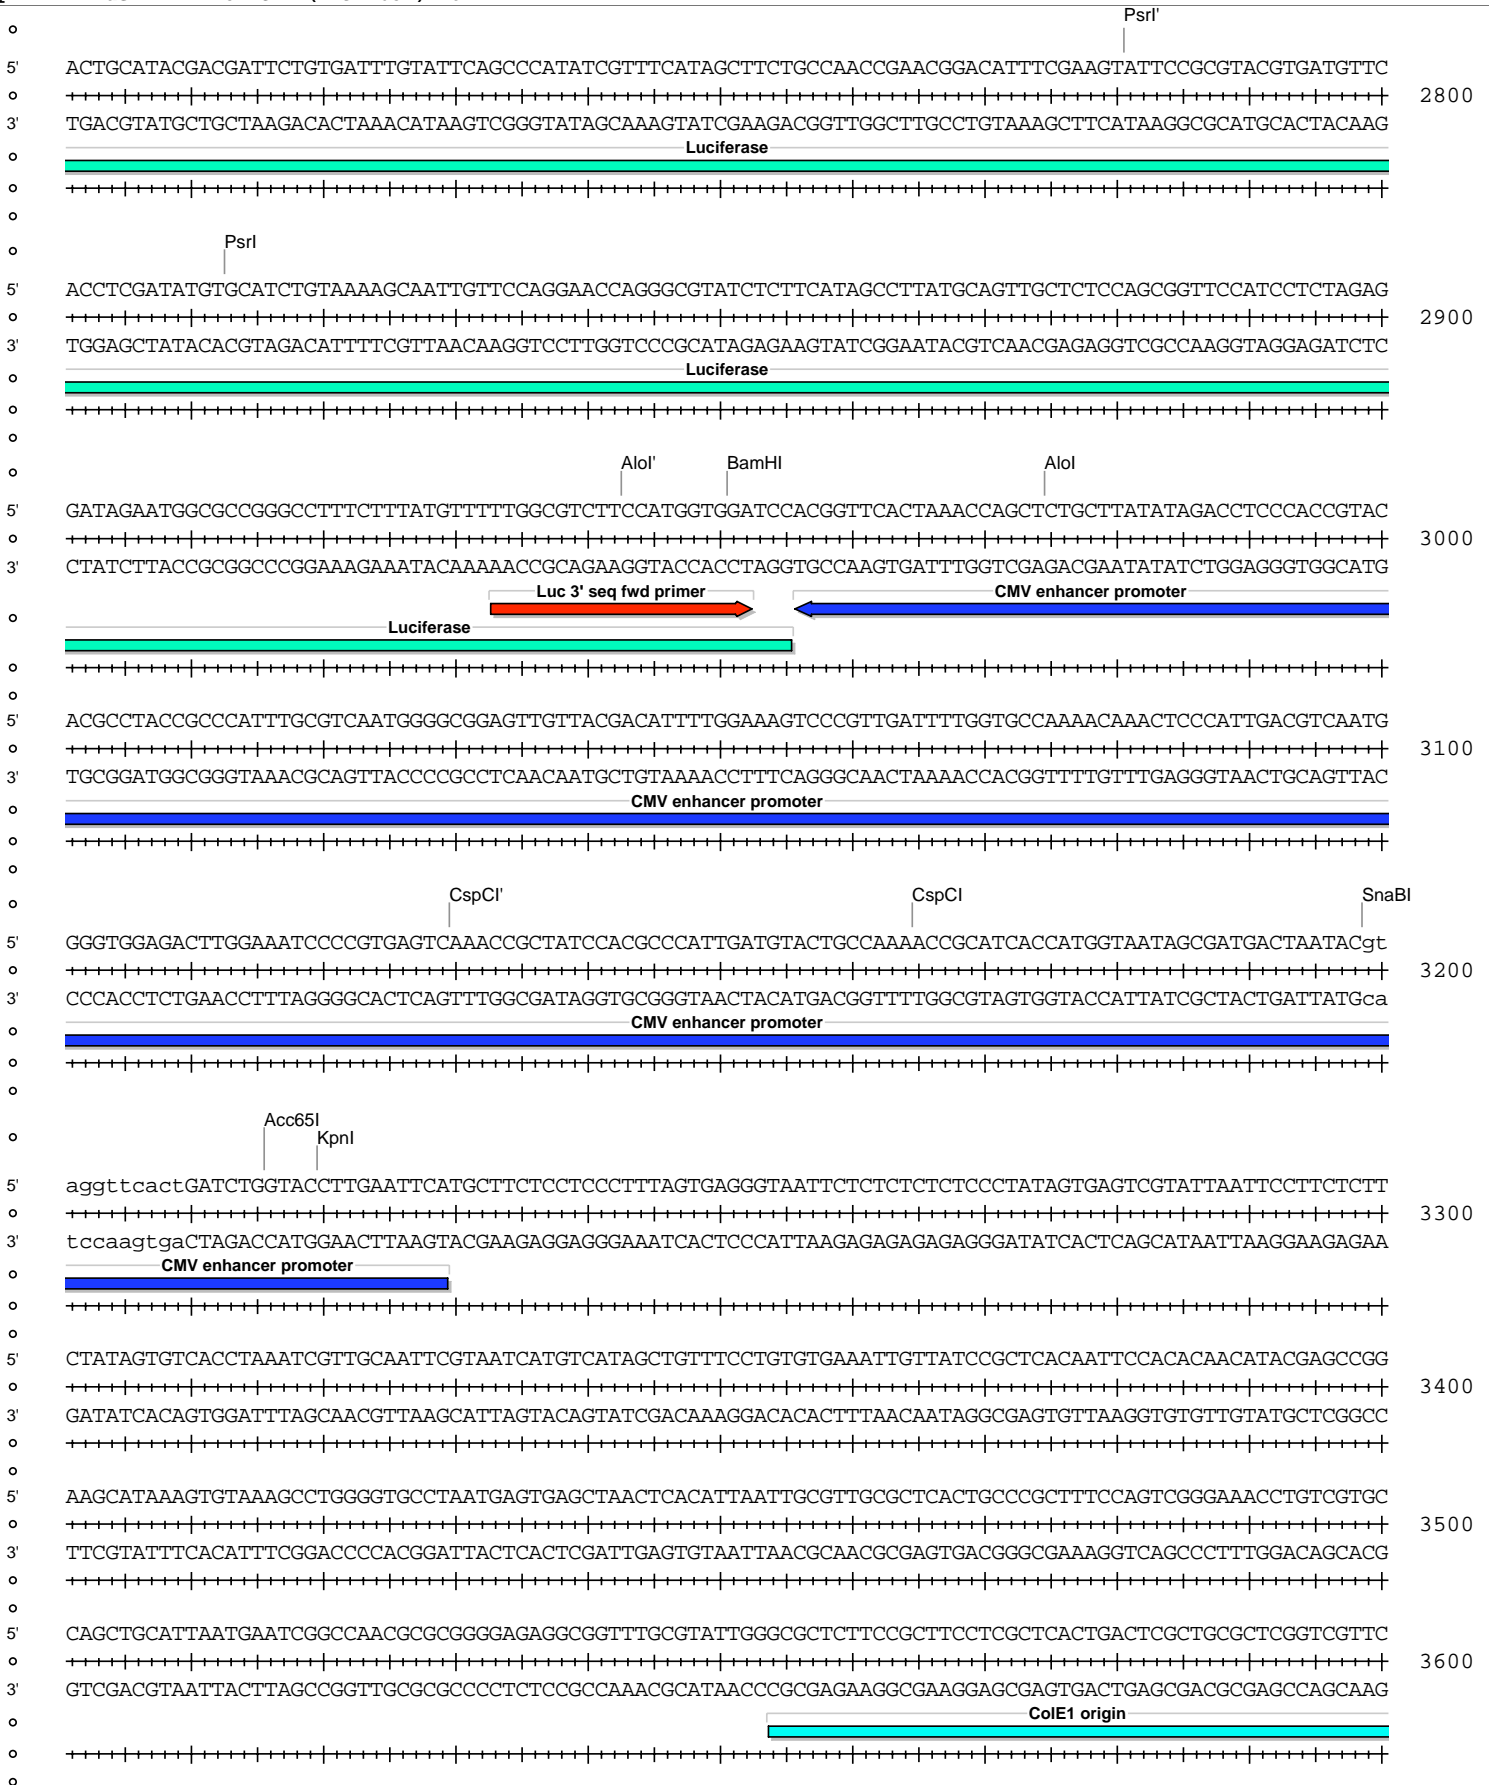 PsrI'
5' ACTGCATACGACGATTCTGTGATTTGTATTCAGCCCATATCGTTTCATAGCTTCTGCCAACCGAACGGACATTTCGAAGTATTCCGCGTACGTGATGTTC
2800
3' TGACGTATGCTGCTAAGACACTAAACATAAGTCGGGTATAGCAAAGTATCGAAGACGGTTGGCTTGCCTGTAAAGCTTCATAAGGCGCATGCACTACAAG
Luciferase
PsrI
5' ACCTCGATATGTGCATCTGTAAAAGCAATTGTTCCAGGAACCAGGGCGTATCTCTTCATAGCCTTATGCAGTTGCTCTCCAGCGGTTCCATCCTCTAGAG
2900
3' TGGAGCTATACACGTAGACATTTTCGTTAACAAGGTCCTTGGTCCCGCATAGAGAAGTATCGGAATACGTCAACGAGAGGTCGCCAAGGTAGGAGATCTC
Luciferase
AloI' BamHI AloI
5' GATAGAATGGCGCCGGGCCTTTCTTTATGTTTTTGGCGTCTTCCATGGTGGATCCACGGTTCACTAAACCAGCTCTGCTTATATAGACCTCCCACCGTAC
3000
3' CTATCTTACCGCGGCCCGGAAAGAAATACAAAAACCGCAGAAGGTACCACCTAGGTGCCAAGTGATTTGGTCGAGACGAATATATCTGGAGGGTGGCATG
Luc 3' seq fwd primer CMV enhancer promoter
Luciferase
5' ACGCCTACCGCCCATTTGCGTCAATGGGGCGGAGTTGTTACGACATTTTGGAAAGTCCCGTTGATTTTGGTGCCAAAACAAACTCCCATTGACGTCAATG
3100
3' TGCGGATGGCGGGTAAACGCAGTTACCCCGCCTCAACAATGCTGTAAAACCTTTCAGGGCAACTAAAACCACGGTTTTGTTTGAGGGTAACTGCAGTTAC
CMV enhancer promoter
CspCI' CspCI SnaBI
5' GGGTGGAGACTTGGAAATCCCCGTGAGTCAAACCGCTATCCACGCCCATTGATGTACTGCCAAAACCGCATCACCATGGTAATAGCGATGACTAATACgt
3200
3' CCCACCTCTGAACCTTTAGGGGCACTCAGTTTGGCGATAGGTGCGGGTAACTACATGACGGTTTTGGCGTAGTGGTACCATTATCGCTACTGATTATGca
CMV enhancer promoter
Acc65I
KpnI
5' aggttcactGATCTGGTACCTTGAATTCATGCTTCTCCTCCCTTTAGTGAGGGTAATTCTCTCTCTCTCCCTATAGTGAGTCGTATTAATTCCTTCTCTT
3300
3' tccaagtgaCTAGACCATGGAACTTAAGTACGAAGAGGAGGGAAATCACTCCCATTAAGAGAGAGAGAGGGATATCACTCAGCATAATTAAGGAAGAGAA
CMV enhancer promoter
5' CTATAGTGTCACCTAAATCGTTGCAATTCGTAATCATGTCATAGCTGTTTCCTGTGTGAAATTGTTATCCGCTCACAATTCCACACAACATACGAGCCGG
3400
3' GATATCACAGTGGATTTAGCAACGTTAAGCATTAGTACAGTATCGACAAAGGACACACTTTAACAATAGGCGAGTGTTAAGGTGTGTTGTATGCTCGGCC
5' AAGCATAAAGTGTAAAGCCTGGGGTGCCTAATGAGTGAGCTAACTCACATTAATTGCGTTGCGCTCACTGCCCGCTTTCCAGTCGGGAAACCTGTCGTGC
3500
3' TTCGTATTTCACATTTCGGACCCCACGGATTACTCACTCGATTGAGTGTAATTAACGCAACGCGAGTGACGGGCGAAAGGTCAGCCCTTTGGACAGCACG
5' CAGCTGCATTAATGAATCGGCCAACGCGCGGGGAGAGGCGGTTTGCGTATTGGGCGCTCTTCCGCTTCCTCGCTCACTGACTCGCTGCGCTCGGTCGTTC
3600
3' GTCGACGTAATTACTTAGCCGGTTGCGCGCCCCTCTCCGCCAAACGCATAACCCGCGAGAAGGCGAAGGAGCGAGTGACTGAGCGACGCGAGCCAGCAAG
ColE1 origin